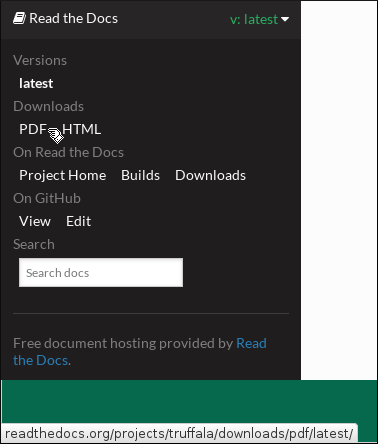 Read the Docs v: latest
Versions
latest
Downloads
PDF HTML
On Read the Docs
Project Home Builds Downloads
On GitHub
View Edit
Search
Search docs
Free document hosting provided by Read
the Docs.
readthedocs.org/projects/truffala/downloads/pdf/latest/